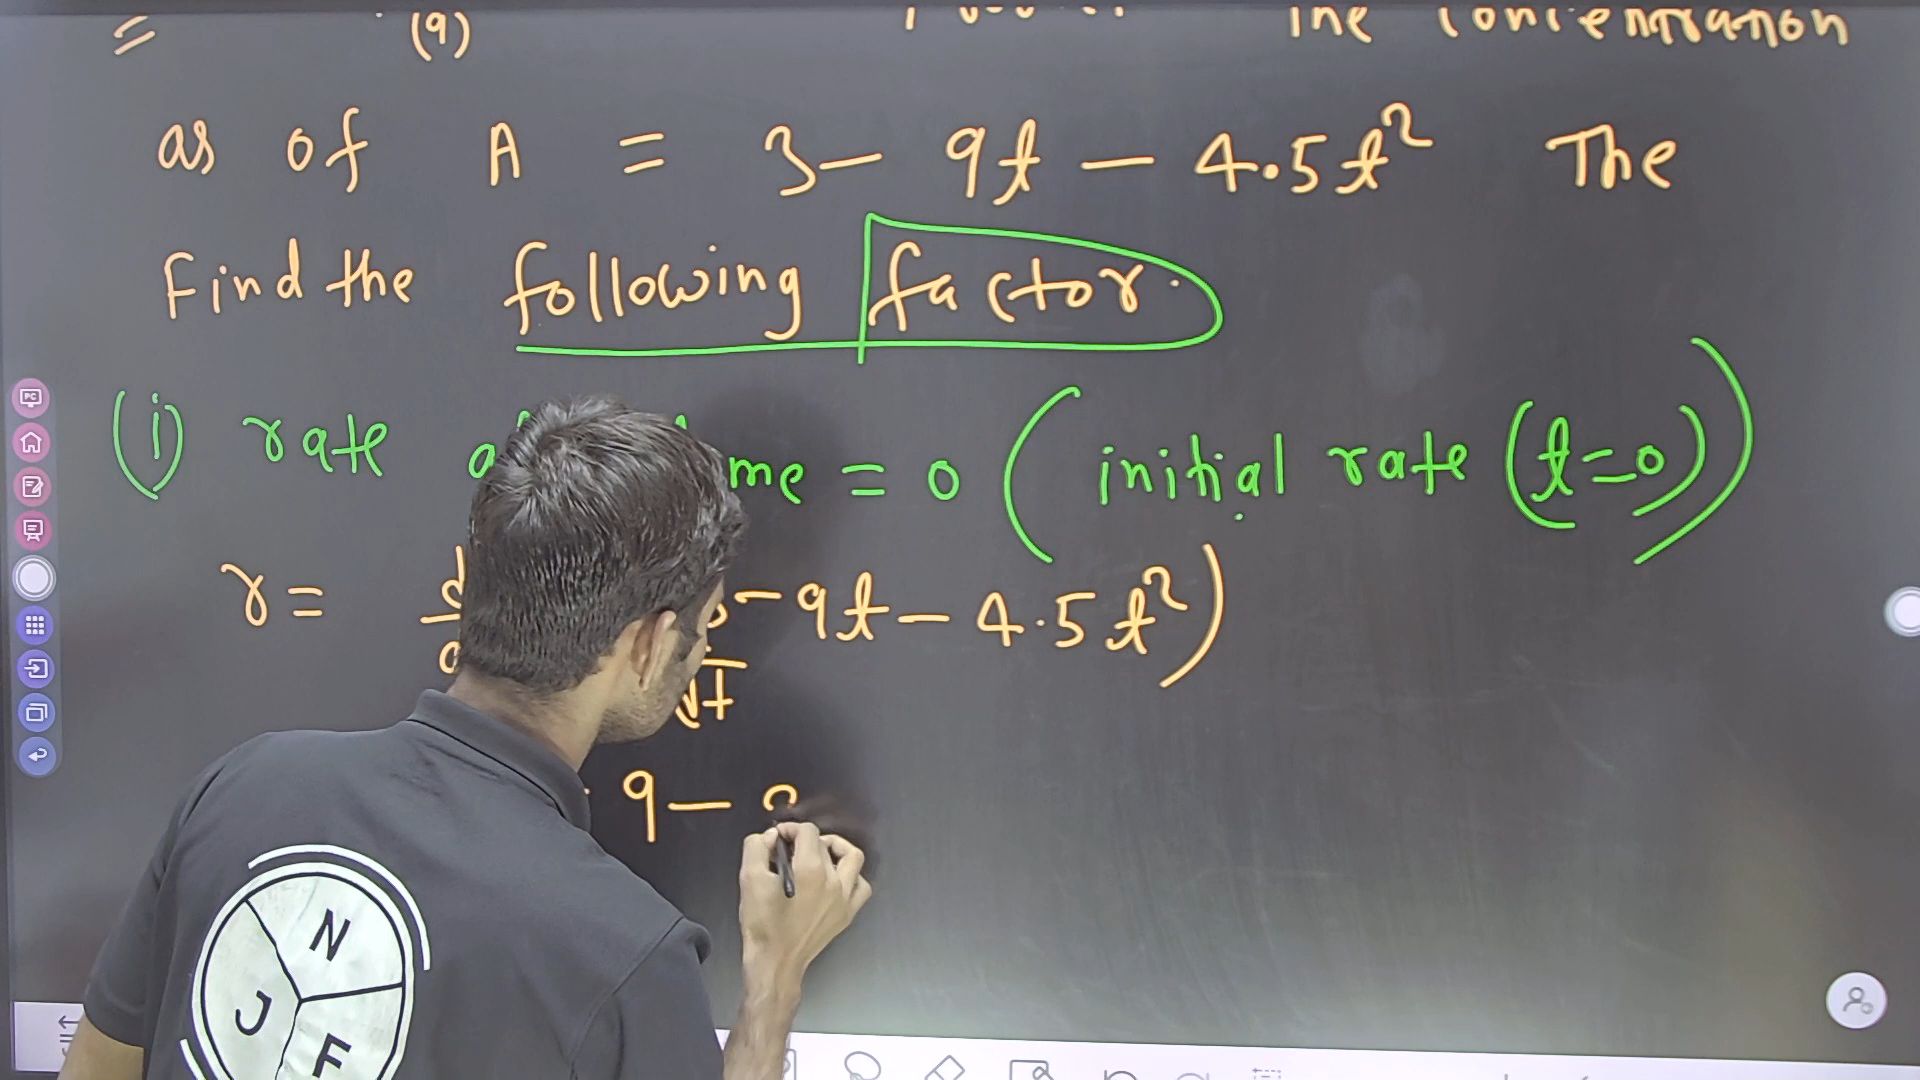 = (9) The Concentration
as of A = 3 - 9t - 4.5t² The
Find the following factor.
(i) rate me = 0 (initial rate (t=0))
r = - 9t - 4.5t²)
9 -
N
J F
PC